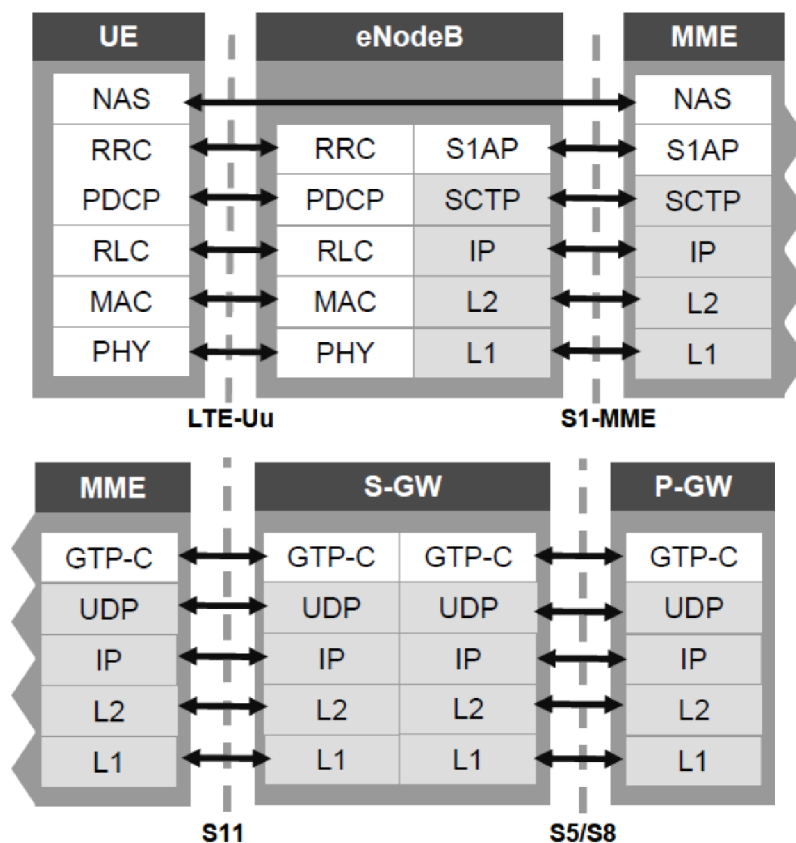 UE eNodeB MME
NAS NAS
RRC RRC S1AP S1AP
PDCP PDCP SCTP SCTP
RLC RLC IP IP
MAC MAC L2 L2
PHY PHY L1 L1
LTE-Uu S1-MME
MME S-GW P-GW
GTP-C GTP-C GTP-C GTP-C
UDP UDP UDP UDP
IP IP IP IP
L2 L2 L2 L2
L1 L1 L1 L1
S11 S5/S8